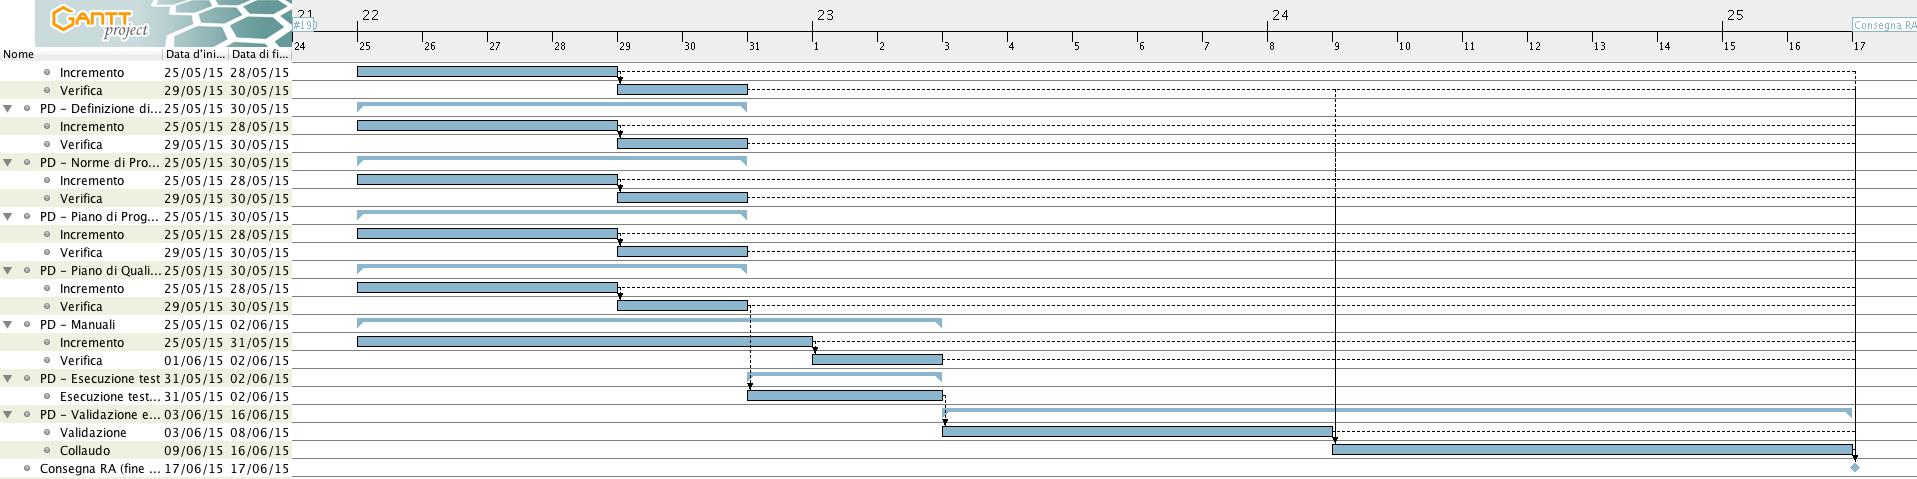 GANTT
project
21 22 23 24 25
#190 Consegna RA
24 25 26 27 28 29 30 31 1 2 3 4 5 6 7 8 9 10 11 12 13 14 15 16 17
Nome Data d'ini... Data di fi...
Incremento 25/05/15 28/05/15
Verifica 29/05/15 30/05/15
PD - Definizione di... 25/05/15 30/05/15
Incremento 25/05/15 28/05/15
Verifica 29/05/15 30/05/15
PD - Norme di Pro... 25/05/15 30/05/15
Incremento 25/05/15 28/05/15
Verifica 29/05/15 30/05/15
PD - Piano di Prog... 25/05/15 30/05/15
Incremento 25/05/15 28/05/15
Verifica 29/05/15 30/05/15
PD - Piano di Quali... 25/05/15 30/05/15
Incremento 25/05/15 28/05/15
Verifica 29/05/15 30/05/15
PD - Manuali 25/05/15 02/06/15
Incremento 25/05/15 31/05/15
Verifica 01/06/15 02/06/15
PD - Esecuzione test 31/05/15 02/06/15
Esecuzione test... 31/05/15 02/06/15
PD - Validazione e... 03/06/15 16/06/15
Validazione 03/06/15 08/06/15
Collaudo 09/06/15 16/06/15
Consegna RA (fine ... 17/06/15 17/06/15